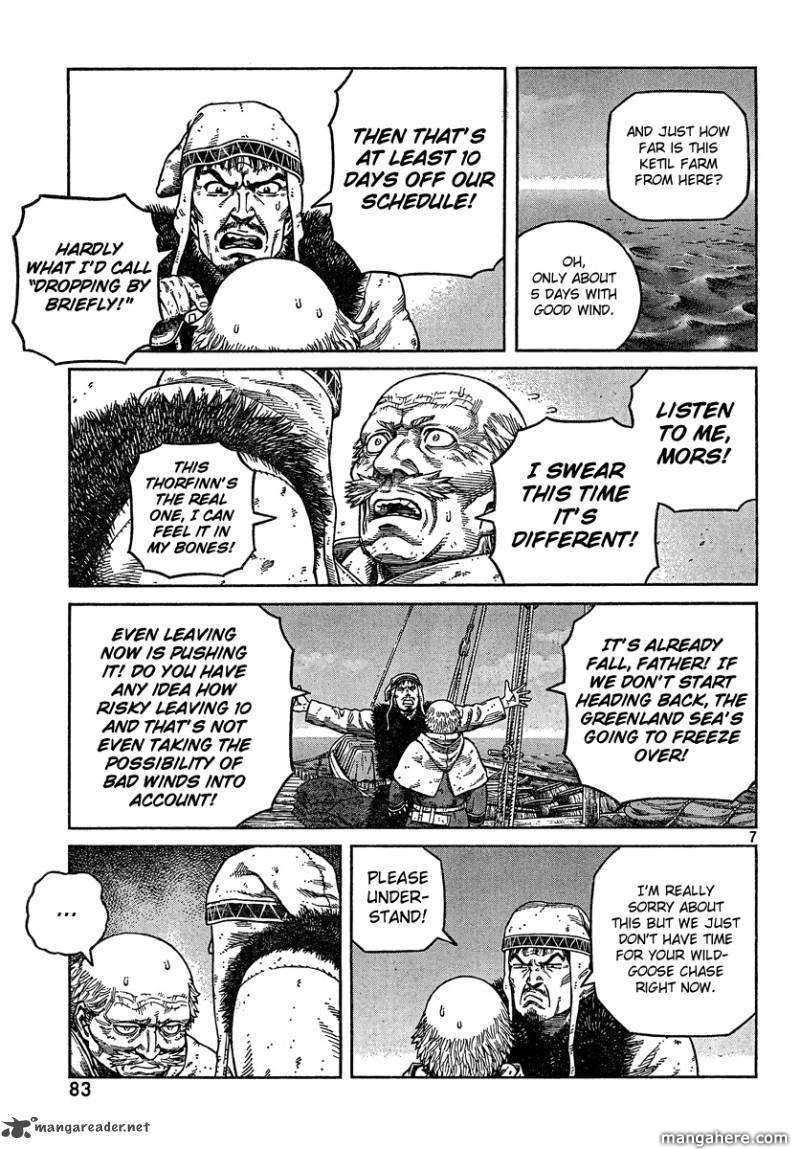 AND JUST HOW
FAR IS THIS
KETIL FARM
FROM HERE?
OH,
ONLY ABOUT
5 DAYS WITH
GOOD WIND.
THEN THAT'S
AT LEAST 10
DAYS OFF OUR
SCHEDULE!
HARDLY
WHAT I'D CALL
"DROPPING BY
BRIEFLY!"
LISTEN
TO ME,
MORS!
I SWEAR
THIS TIME
IT'S
DIFFERENT!
THIS
THORFINN'S
THE REAL
ONE, I CAN
FEEL IT IN
MY BONES!
IT'S ALREADY
FALL, FATHER! IF
WE DON'T START
HEADING BACK, THE
GREENLAND SEA'S
GOING TO FREEZE
OVER!
EVEN LEAVING
NOW IS PUSHING
IT! DO YOU HAVE
ANY IDEA HOW
RISKY LEAVING 10
AND THAT'S NOT
EVEN TAKING THE
POSSIBILITY OF
BAD WINDS INTO
ACCOUNT!
7
I'M REALLY
SORRY ABOUT
THIS BUT WE JUST
DON'T HAVE TIME
FOR YOUR WILD-
GOOSE CHASE
RIGHT NOW.
PLEASE
UNDER-
STAND!
...
83
mangareader.net
mangahere.com